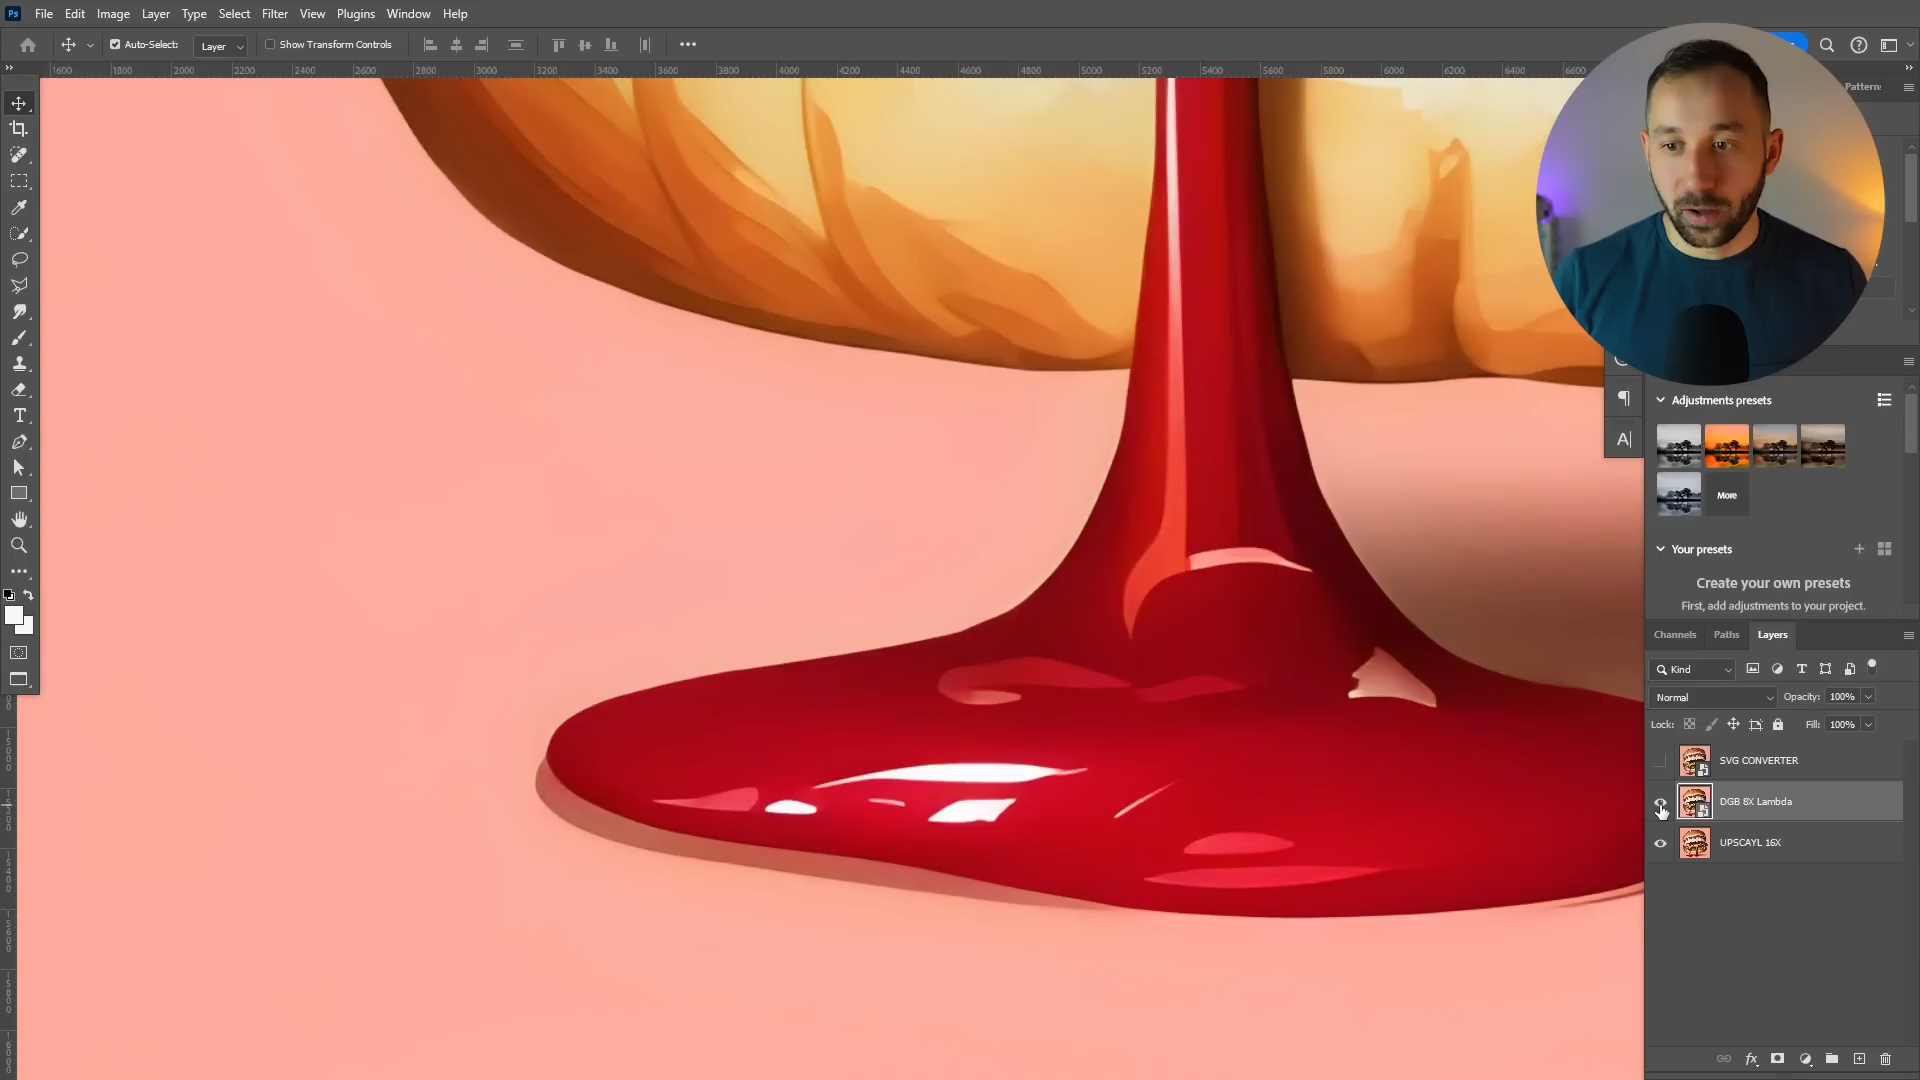 Ps File Edit Image Layer Type Select Filter View Plugins Window Help
Auto-Select: Layer Show Transform Controls
1600 1800 2000 2200 2400 2600 2800 3000 3200 3400 3600 3800 4000 4200 4400 4600 4800 5000 5200 5400 5600 5800 6000 6200 6400 6600
Patterns
Adjustments presets
More
Your presets
Create your own presets
First, add adjustments to your project.
Channels Paths Layers
Kind
Normal Opacity: 100%
Lock: Fill: 100%
SVG CONVERTER
DGB 8X Lambda
UPSCAYL 16X